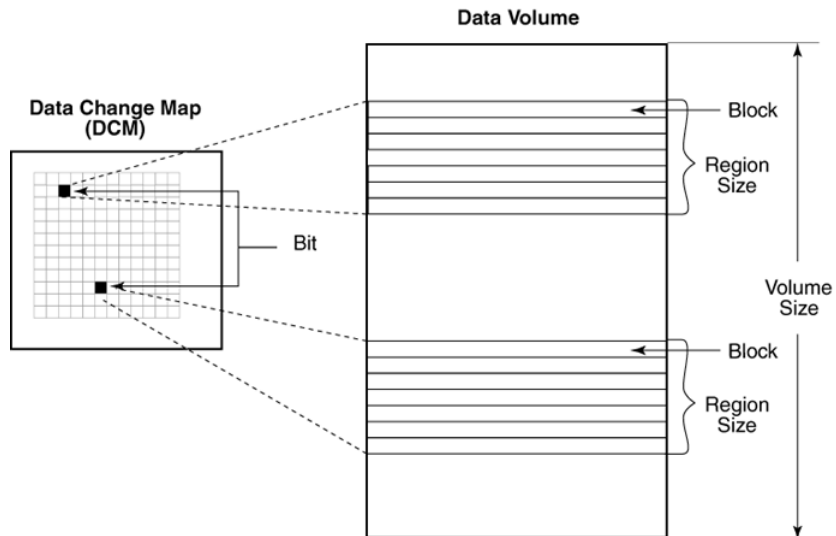 Data Volume
Data Change Map
(DCM)
Block
Region
Size
Bit
Volume
Size
Block
Region
Size